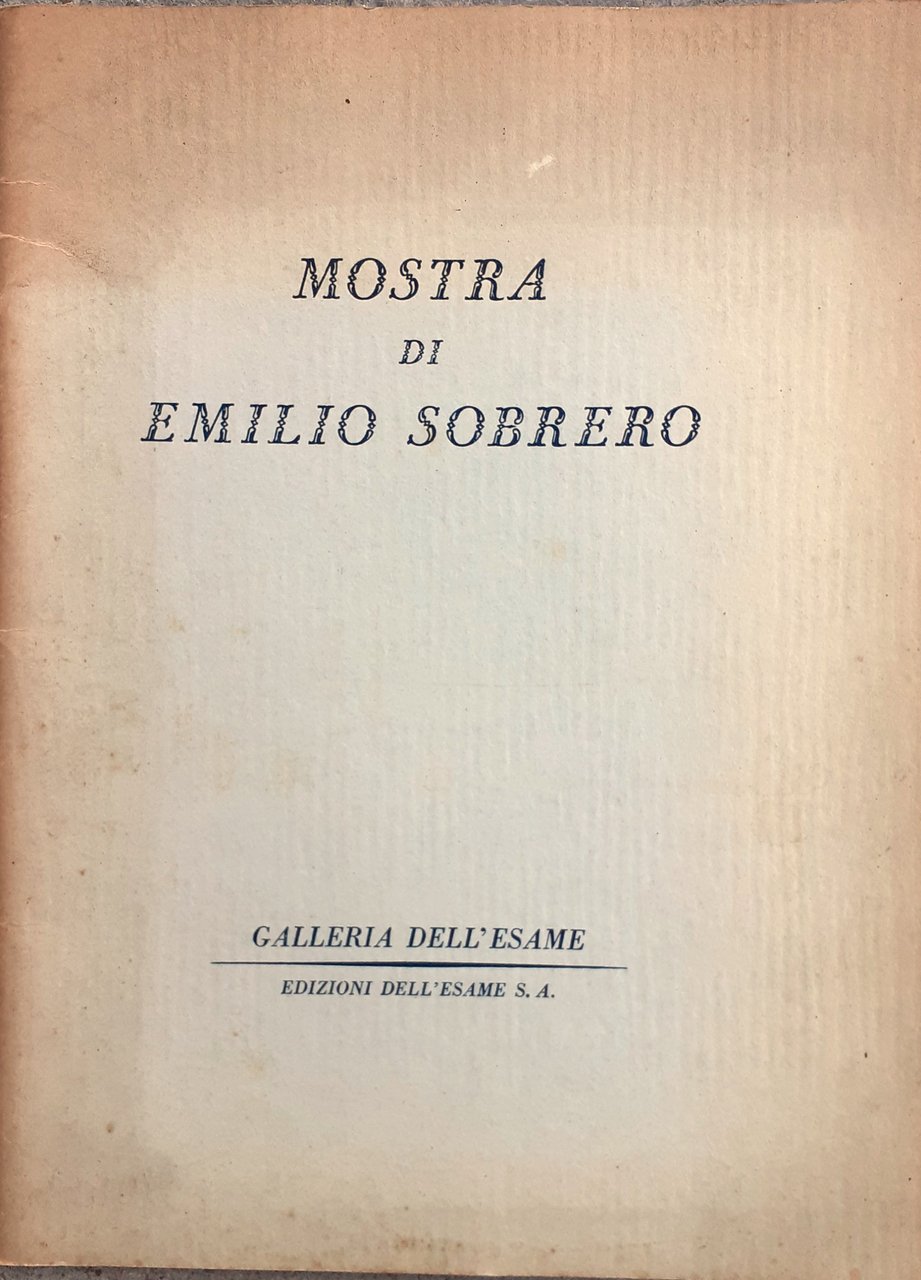 MOSTRA
DI
EMILIO SOBRERO
GALLERIA DELL'ESAME
EDIZIONI DELL'ESAME S. A.